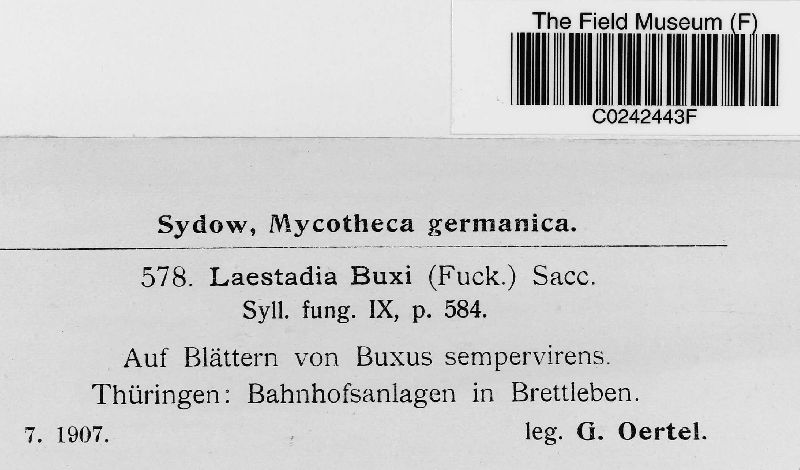 The Field Museum (F)
C0242443F
Sydow, Mycotheca germanica.
578. Laestadia Buxi (Fuck.) Sacc.
Syll. fung. IX, p. 584.
Auf Blättern von Buxus sempervirens.
Thüringen: Bahnhofsanlagen in Brettleben.
7. 1907. leg. G. Oertel.